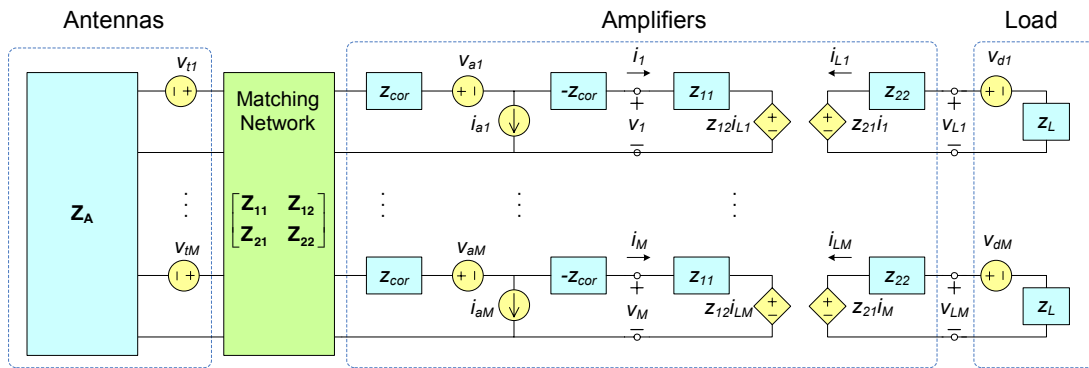 Antennas
Amplifiers
Load
v_t1
Matching
Network
Z_cor
v_a1
i_a1
-Z_cor
i_1
+
v_1
–
z_11
z_12i_L1
i_L1
z_21i_1
z_22
+
v_L1
–
v_d1
z_L
Z_A
Z_11 Z_12
Z_21 Z_22
v_tM
z_cor
v_aM
i_aM
-z_cor
i_M
+
v_M
–
z_11
z_12i_LM
i_LM
z_21i_M
z_22
+
v_LM
–
v_dM
z_L